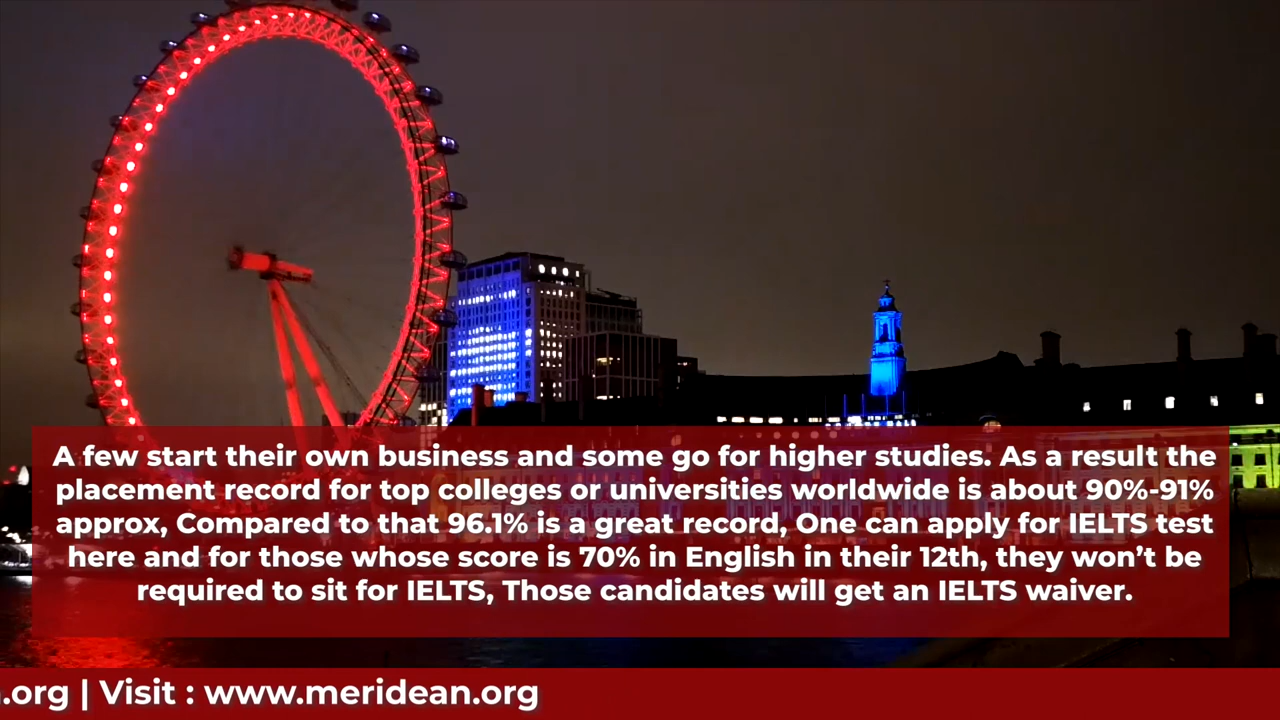 A few start their own business and some go for higher studies. As a result the
placement record for top colleges or universities worldwide is about 90%-91%
approx, Compared to that 96.1% is a great record, One can apply for IELTS test
here and for those whose score is 70% in English in their 12th, they won't be
required to sit for IELTS, Those candidates will get an IELTS waiver.
.org | Visit : www.meridean.org